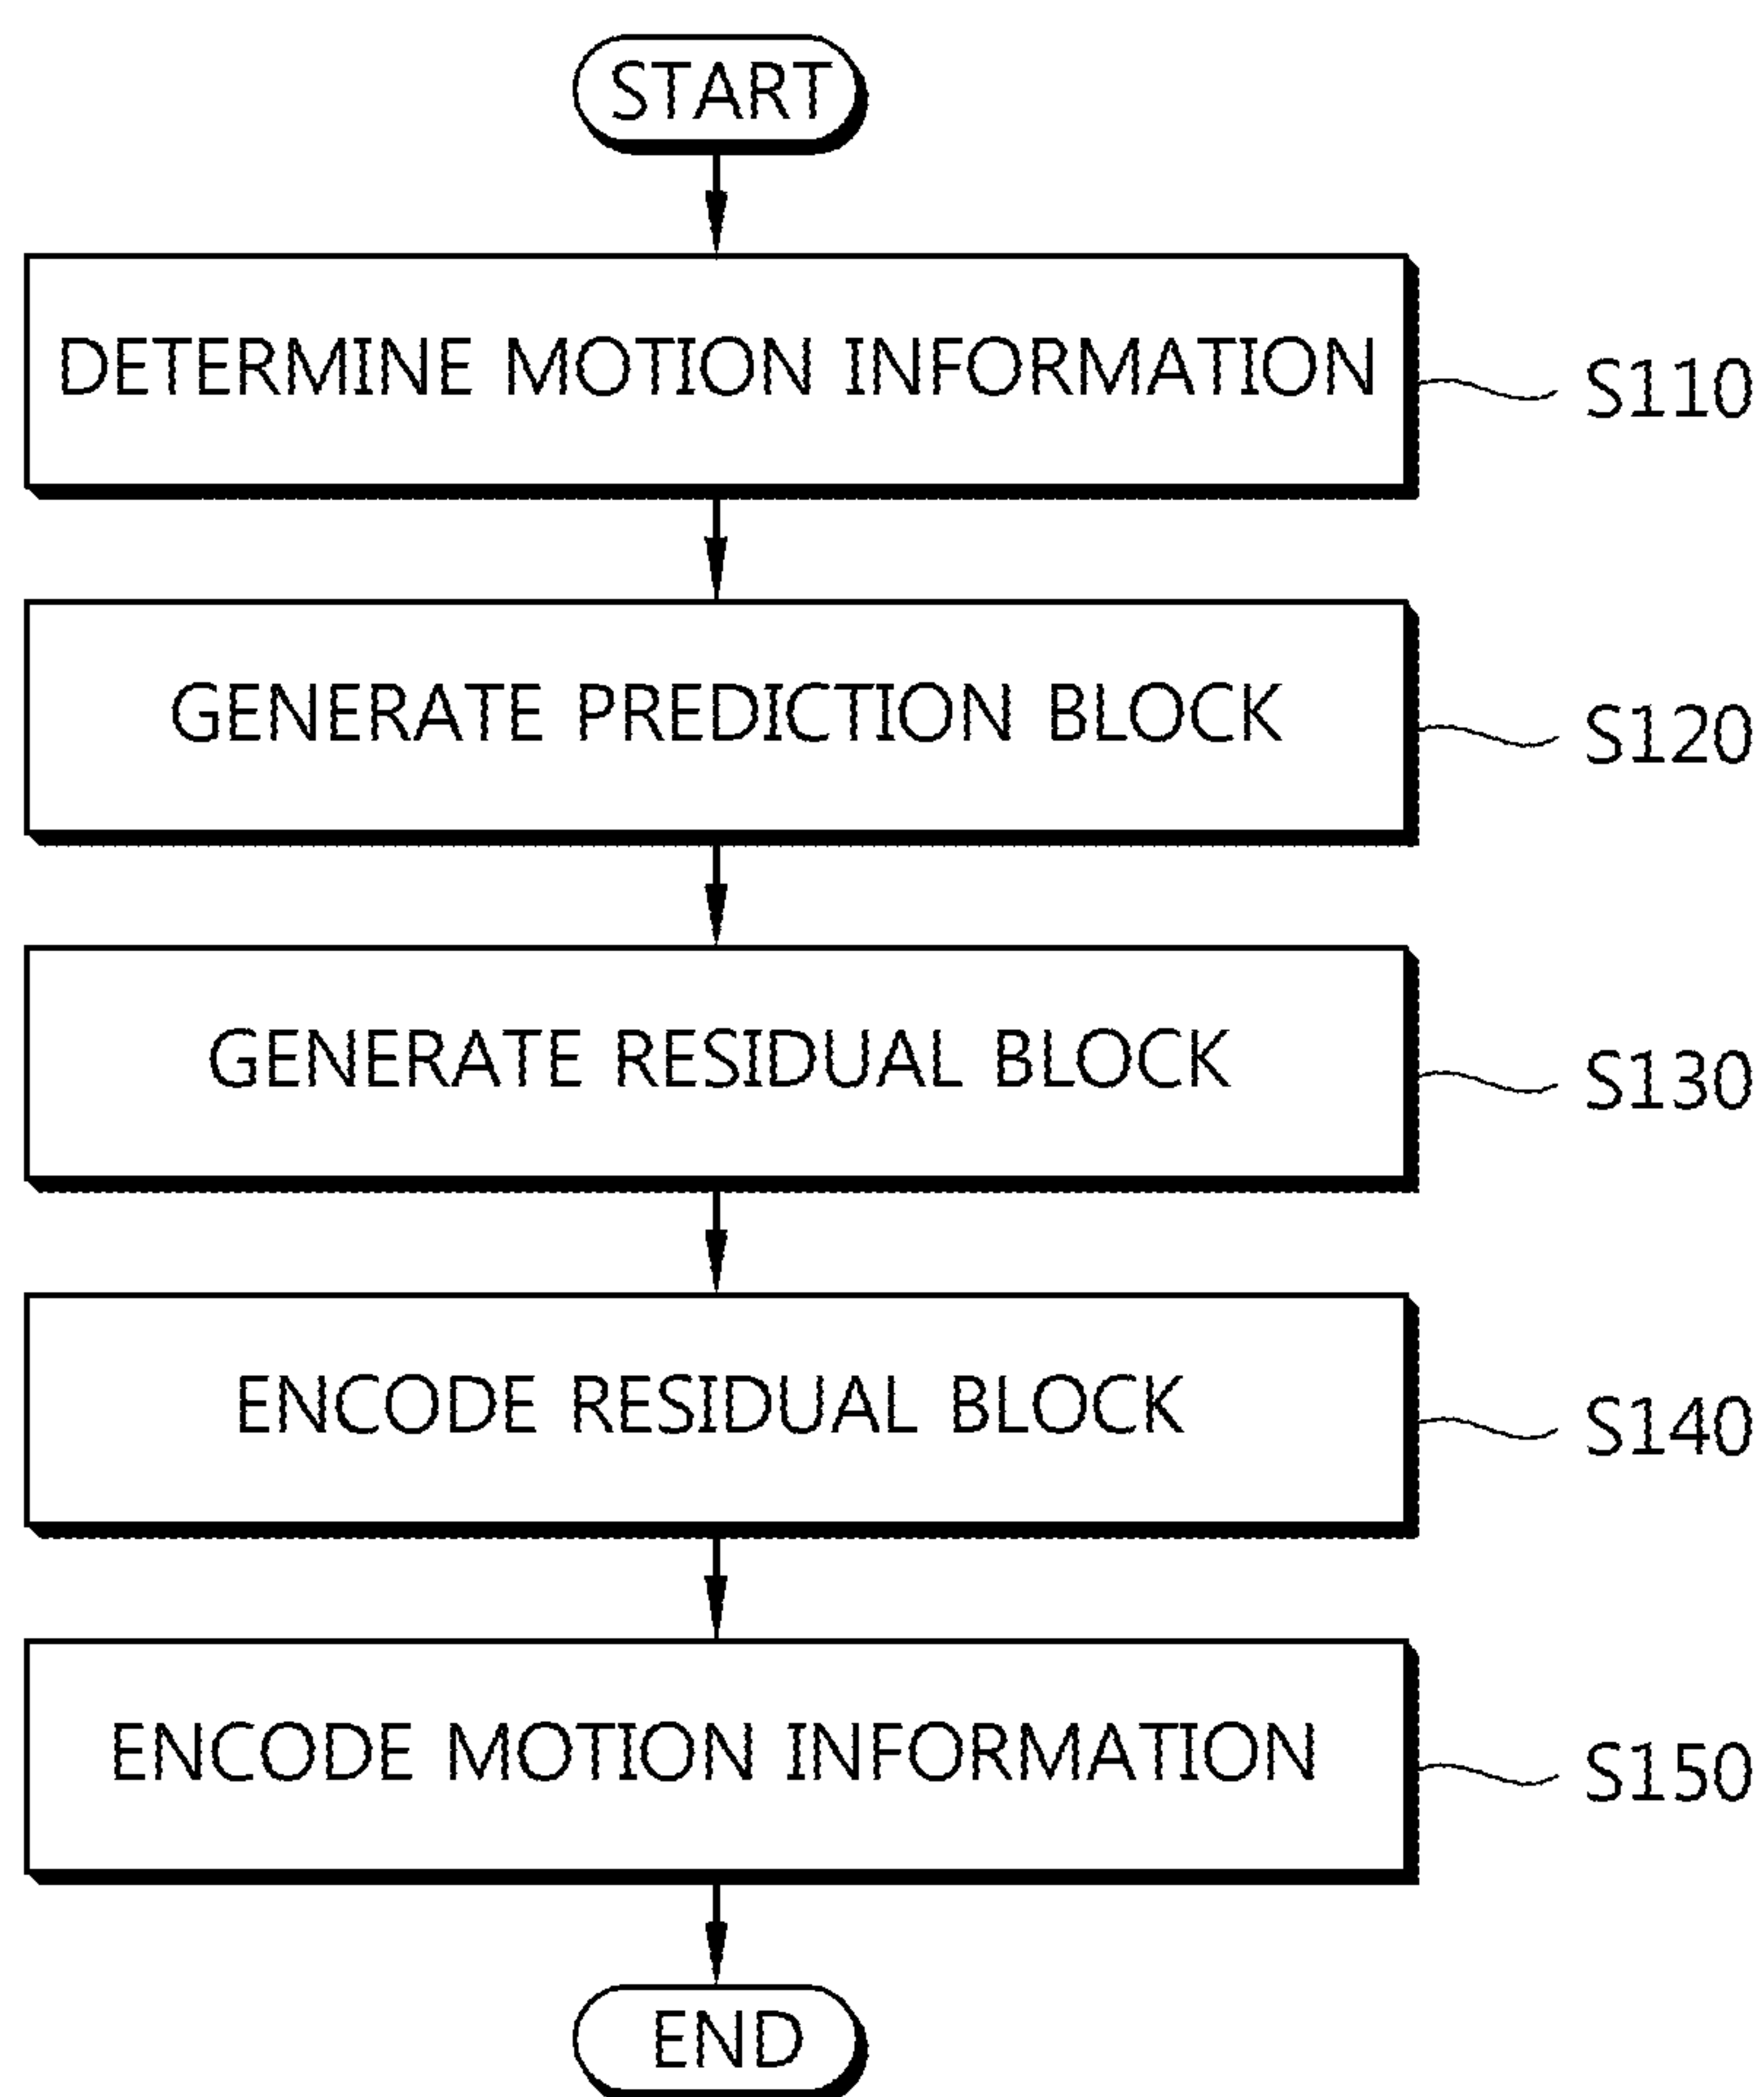 START
DETERMINE MOTION INFORMATION
S110
GENERATE PREDICTION BLOCK
S120
GENERATE RESIDUAL BLOCK
S130
ENCODE RESIDUAL BLOCK
S140
ENCODE MOTION INFORMATION
S150
END